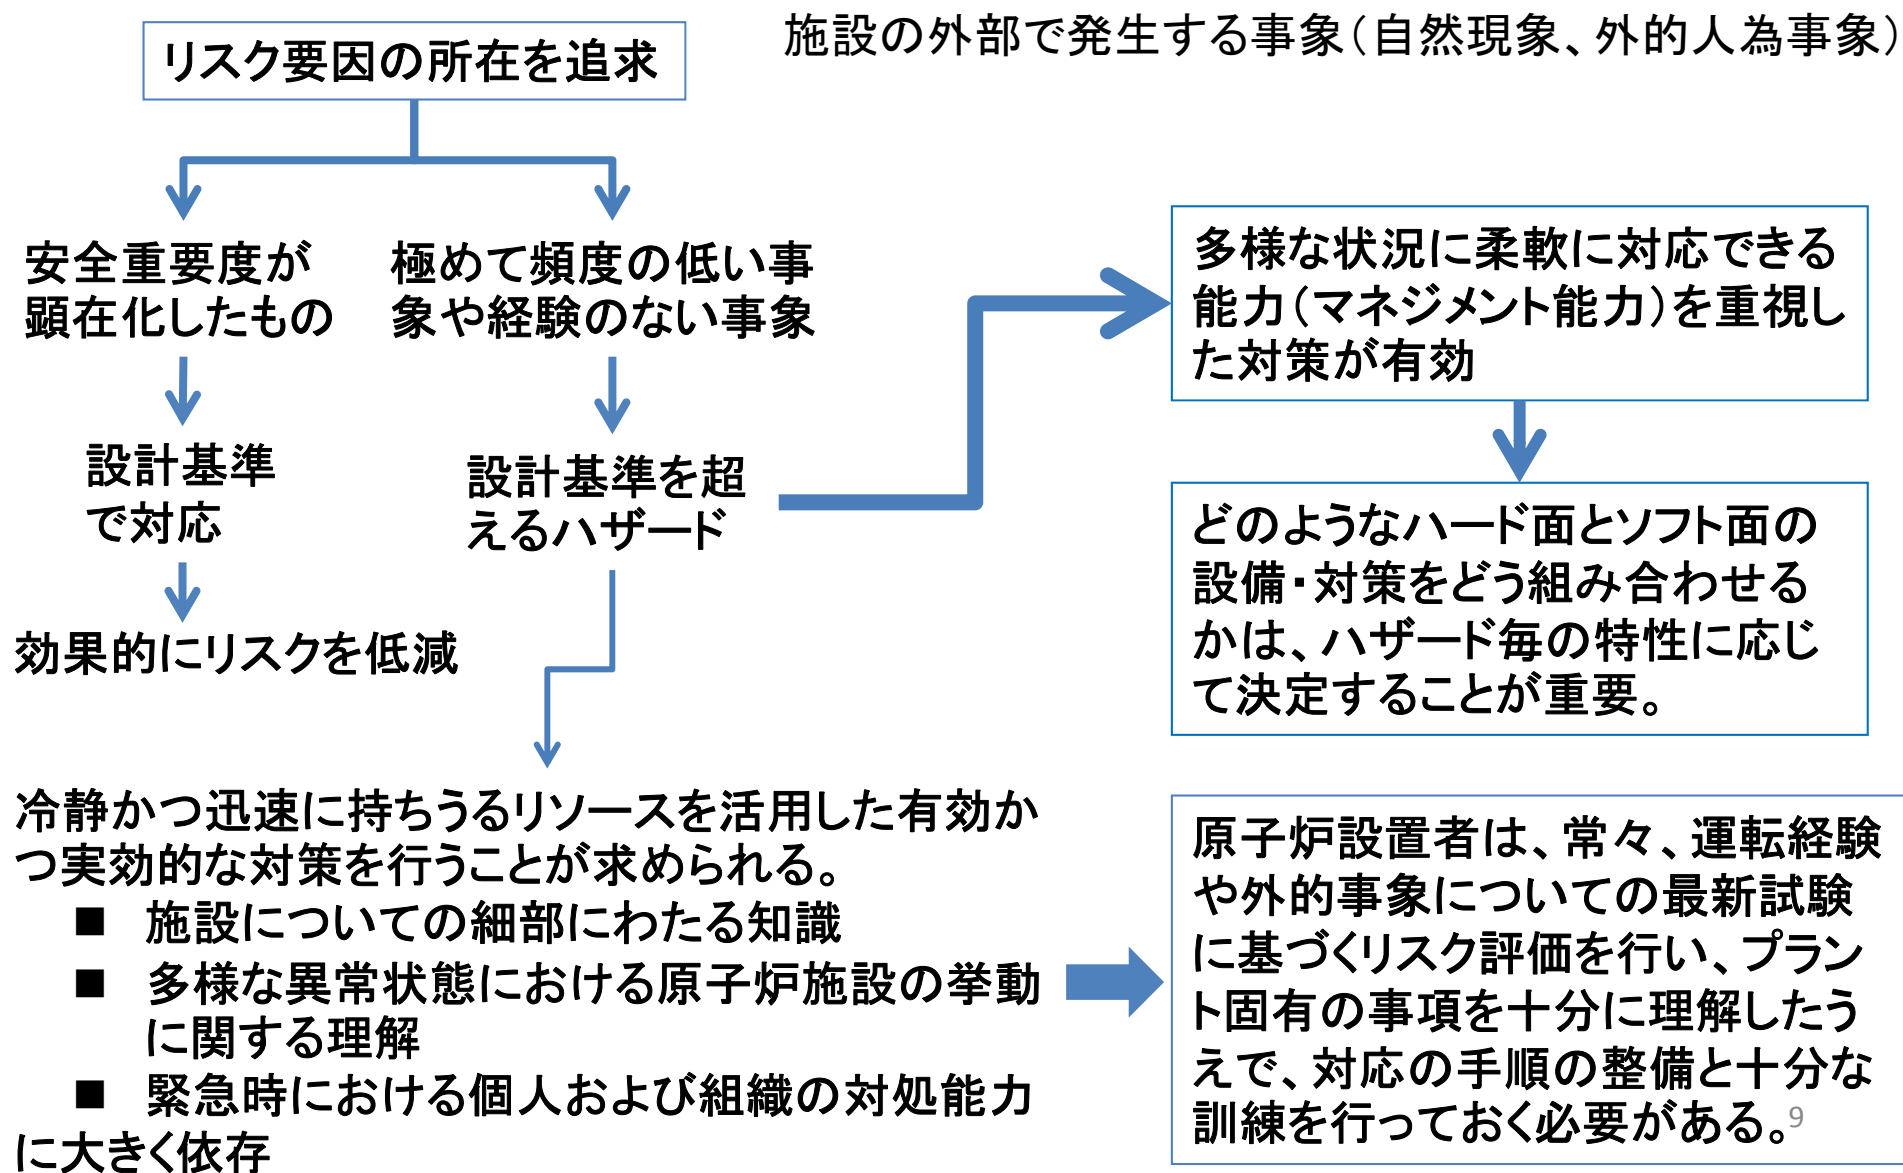 施設の外部で発生する事象（自然現象、外的人為事象）
リスク要因の所在を追求
安全重要度が
顕在化したもの
極めて頻度の低い事
象や経験のない事象
設計基準
で対応
設計基準を超
えるハザード
効果的にリスクを低減
多様な状況に柔軟に対応できる
能力（マネジメント能力）を重視し
た対策が有効
どのようなハード面とソフト面の
設備・対策をどう組み合わせる
かは、ハザード毎の特性に応じ
て決定することが重要。
冷静かつ迅速に持ちうるリソースを活用した有効か
つ実効的な対策を行うことが求められる。
■ 施設についての細部にわたる知識
■ 多様な異常状態における原子炉施設の挙動
に関する理解
■ 緊急時における個人および組織の対処能力
に大きく依存
原子炉設置者は、常々、運転経験
や外的事象についての最新試験
に基づくリスク評価を行い、プラン
ト固有の事項を十分に理解したう
えで、対応の手順の整備と十分な
訓練を行っておく必要がある。
9